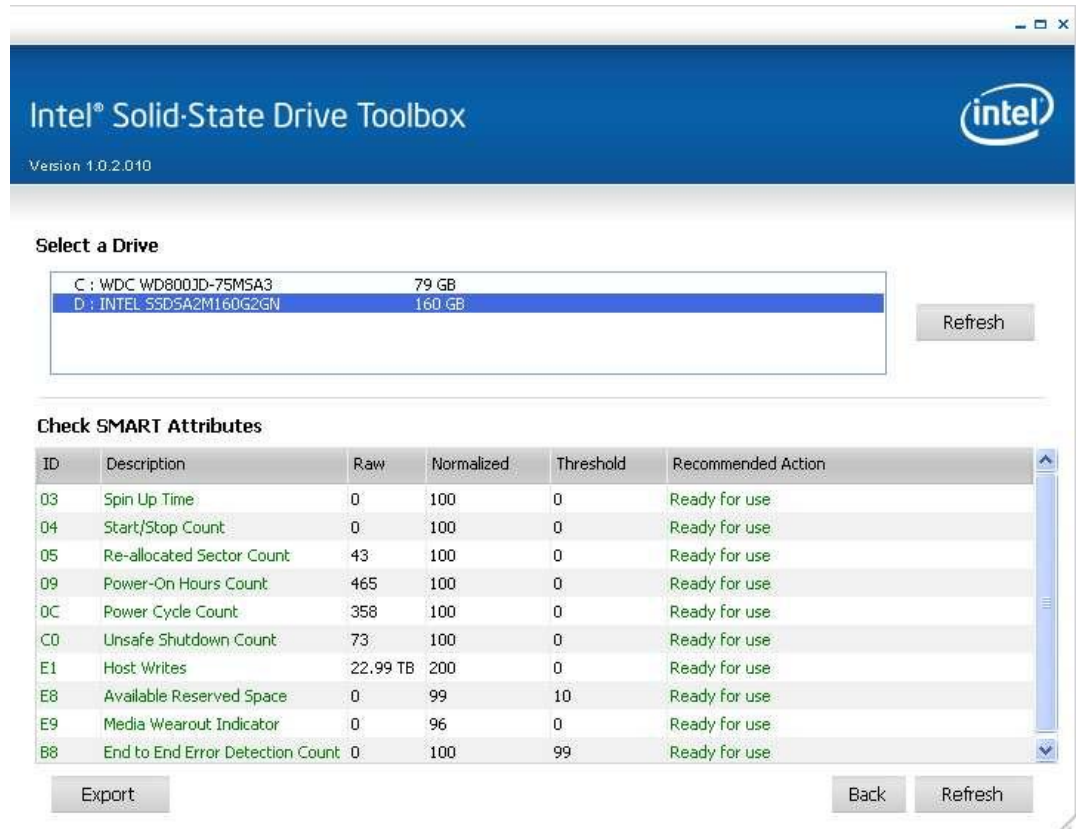 Intel® Solid-State Drive Toolbox
intel
Version 1.0.2.010
Select a Drive
C : WDC WD800JD-75MSA3 79 GB
D : INTEL SSDSA2M160G2GN 160 GB
Refresh
Check SMART Attributes
ID Description Raw Normalized Threshold Recommended Action
03 Spin Up Time 0 100 0 Ready for use
04 Start/Stop Count 0 100 0 Ready for use
05 Re-allocated Sector Count 43 100 0 Ready for use
09 Power-On Hours Count 465 100 0 Ready for use
0C Power Cycle Count 358 100 0 Ready for use
C0 Unsafe Shutdown Count 73 100 0 Ready for use
E1 Host Writes 22.99 TB 200 0 Ready for use
E8 Available Reserved Space 0 99 10 Ready for use
E9 Media Wearout Indicator 0 96 0 Ready for use
B8 End to End Error Detection Count 0 100 99 Ready for use
Export Back Refresh